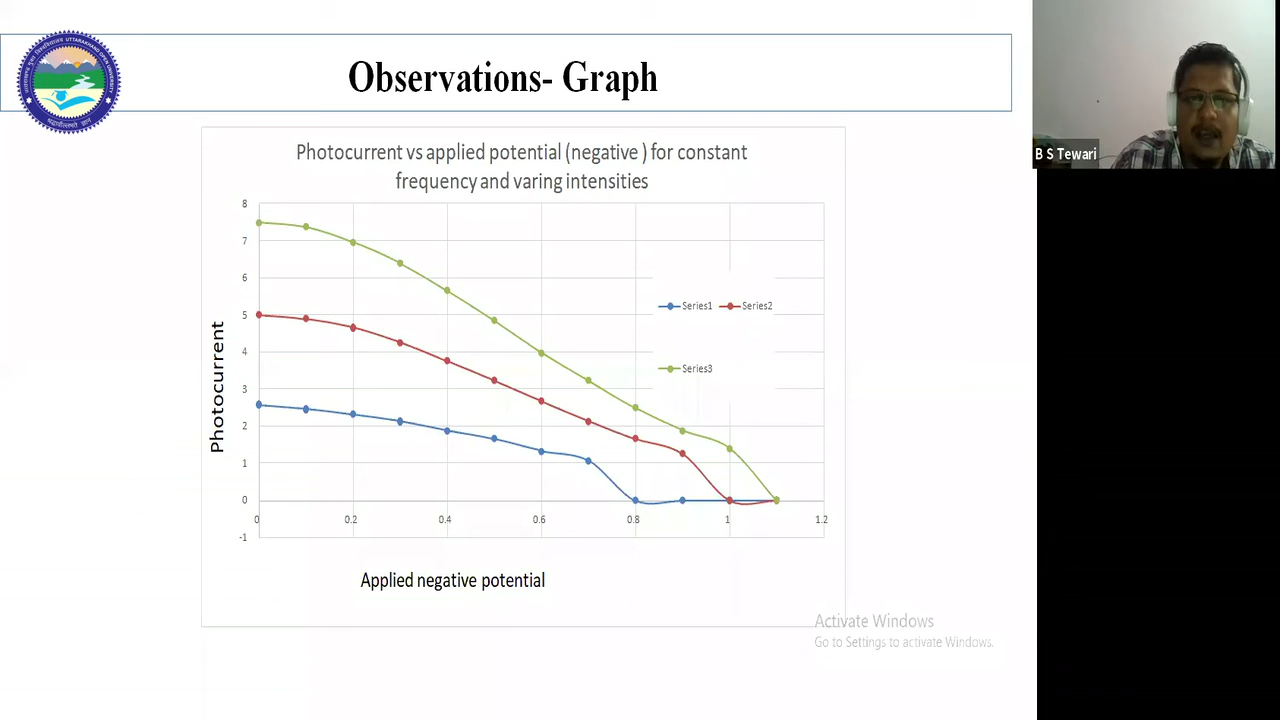 Observations- Graph
B S Tewari
Photocurrent vs applied potential (negative ) for constant
frequency and varing intensities
8
7
6
5
4
3
2
1
0
-1
Photocurrent
Series1
Series2
Series3
0
0.2
0.4
0.6
0.8
1
1.2
Applied negative potential
Activate Windows
Go to Settings to activate Windows.